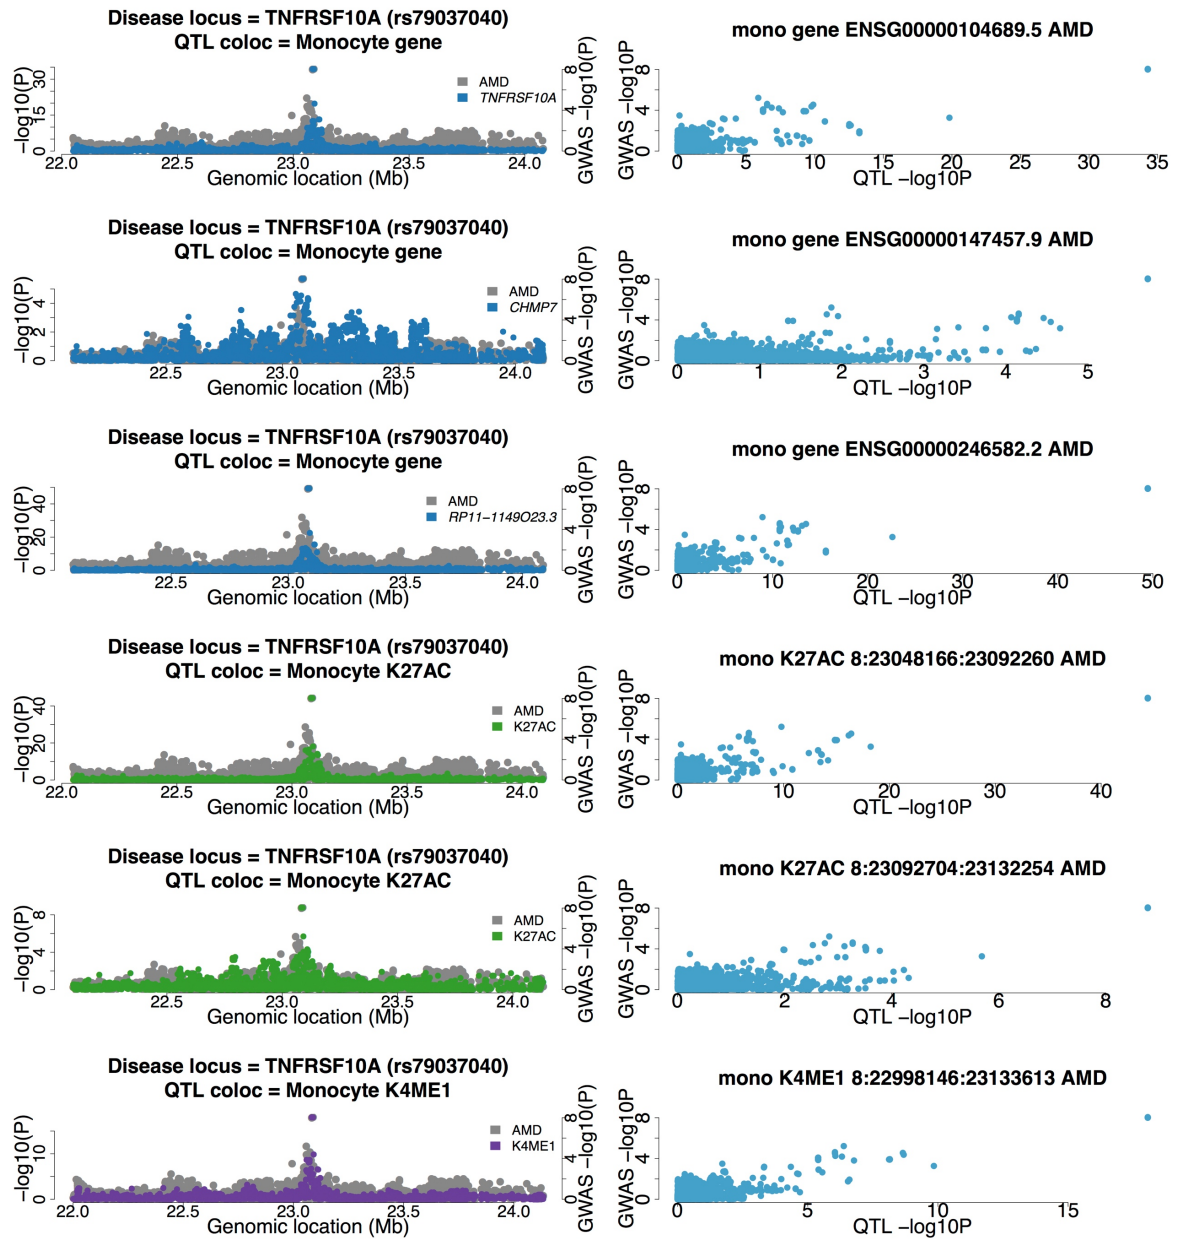 Disease locus = TNFRSF10A (rs79037040)
QTL coloc = Monocyte gene
−log10(P)
0 15 30
AMD
TNFRSF10A
0 4 8
GWAS −log10(P)
22.0 22.5 23.0 23.5 24.0
Genomic location (Mb)
mono gene ENSG00000104689.5 AMD
GWAS −log10P
0 4 8
0 5 10 15 20 25 30 35
QTL −log10P
Disease locus = TNFRSF10A (rs79037040)
QTL coloc = Monocyte gene
−log10(P)
0 2 4
AMD
CHMP7
0 4 8
GWAS −log10(P)
22.5 23.0 23.5 24.0
Genomic location (Mb)
mono gene ENSG00000147457.9 AMD
GWAS −log10P
0 4 8
0 1 2 3 4 5
QTL −log10P
Disease locus = TNFRSF10A (rs79037040)
QTL coloc = Monocyte gene
−log10(P)
0 20 40
AMD
RP11−1149O23.3
0 4 8
GWAS −log10(P)
22.5 23.0 23.5 24.0
Genomic location (Mb)
mono gene ENSG00000246582.2 AMD
GWAS −log10P
0 4 8
0 10 20 30 40 50
QTL −log10P
Disease locus = TNFRSF10A (rs79037040)
QTL coloc = Monocyte K27AC
−log10(P)
0 20 40
AMD
K27AC
0 4 8
GWAS −log10(P)
22.0 22.5 23.0 23.5 24.0
Genomic location (Mb)
mono K27AC 8:23048166:23092260 AMD
GWAS −log10P
0 4 8
0 10 20 30 40
QTL −log10P
Disease locus = TNFRSF10A (rs79037040)
QTL coloc = Monocyte K27AC
−log10(P)
0 4 8
AMD
K27AC
0 4 8
GWAS −log10(P)
22.5 23.0 23.5 24.0
Genomic location (Mb)
mono K27AC 8:23092704:23132254 AMD
GWAS −log10P
0 4 8
0 2 4 6 8
QTL −log10P
Disease locus = TNFRSF10A (rs79037040)
QTL coloc = Monocyte K4ME1
−log10(P)
0 10
AMD
K4ME1
0 4 8
GWAS −log10(P)
22.0 22.5 23.0 23.5 24.0
Genomic location (Mb)
mono K4ME1 8:22998146:23133613 AMD
GWAS −log10P
0 4 8
0 5 10 15
QTL −log10P